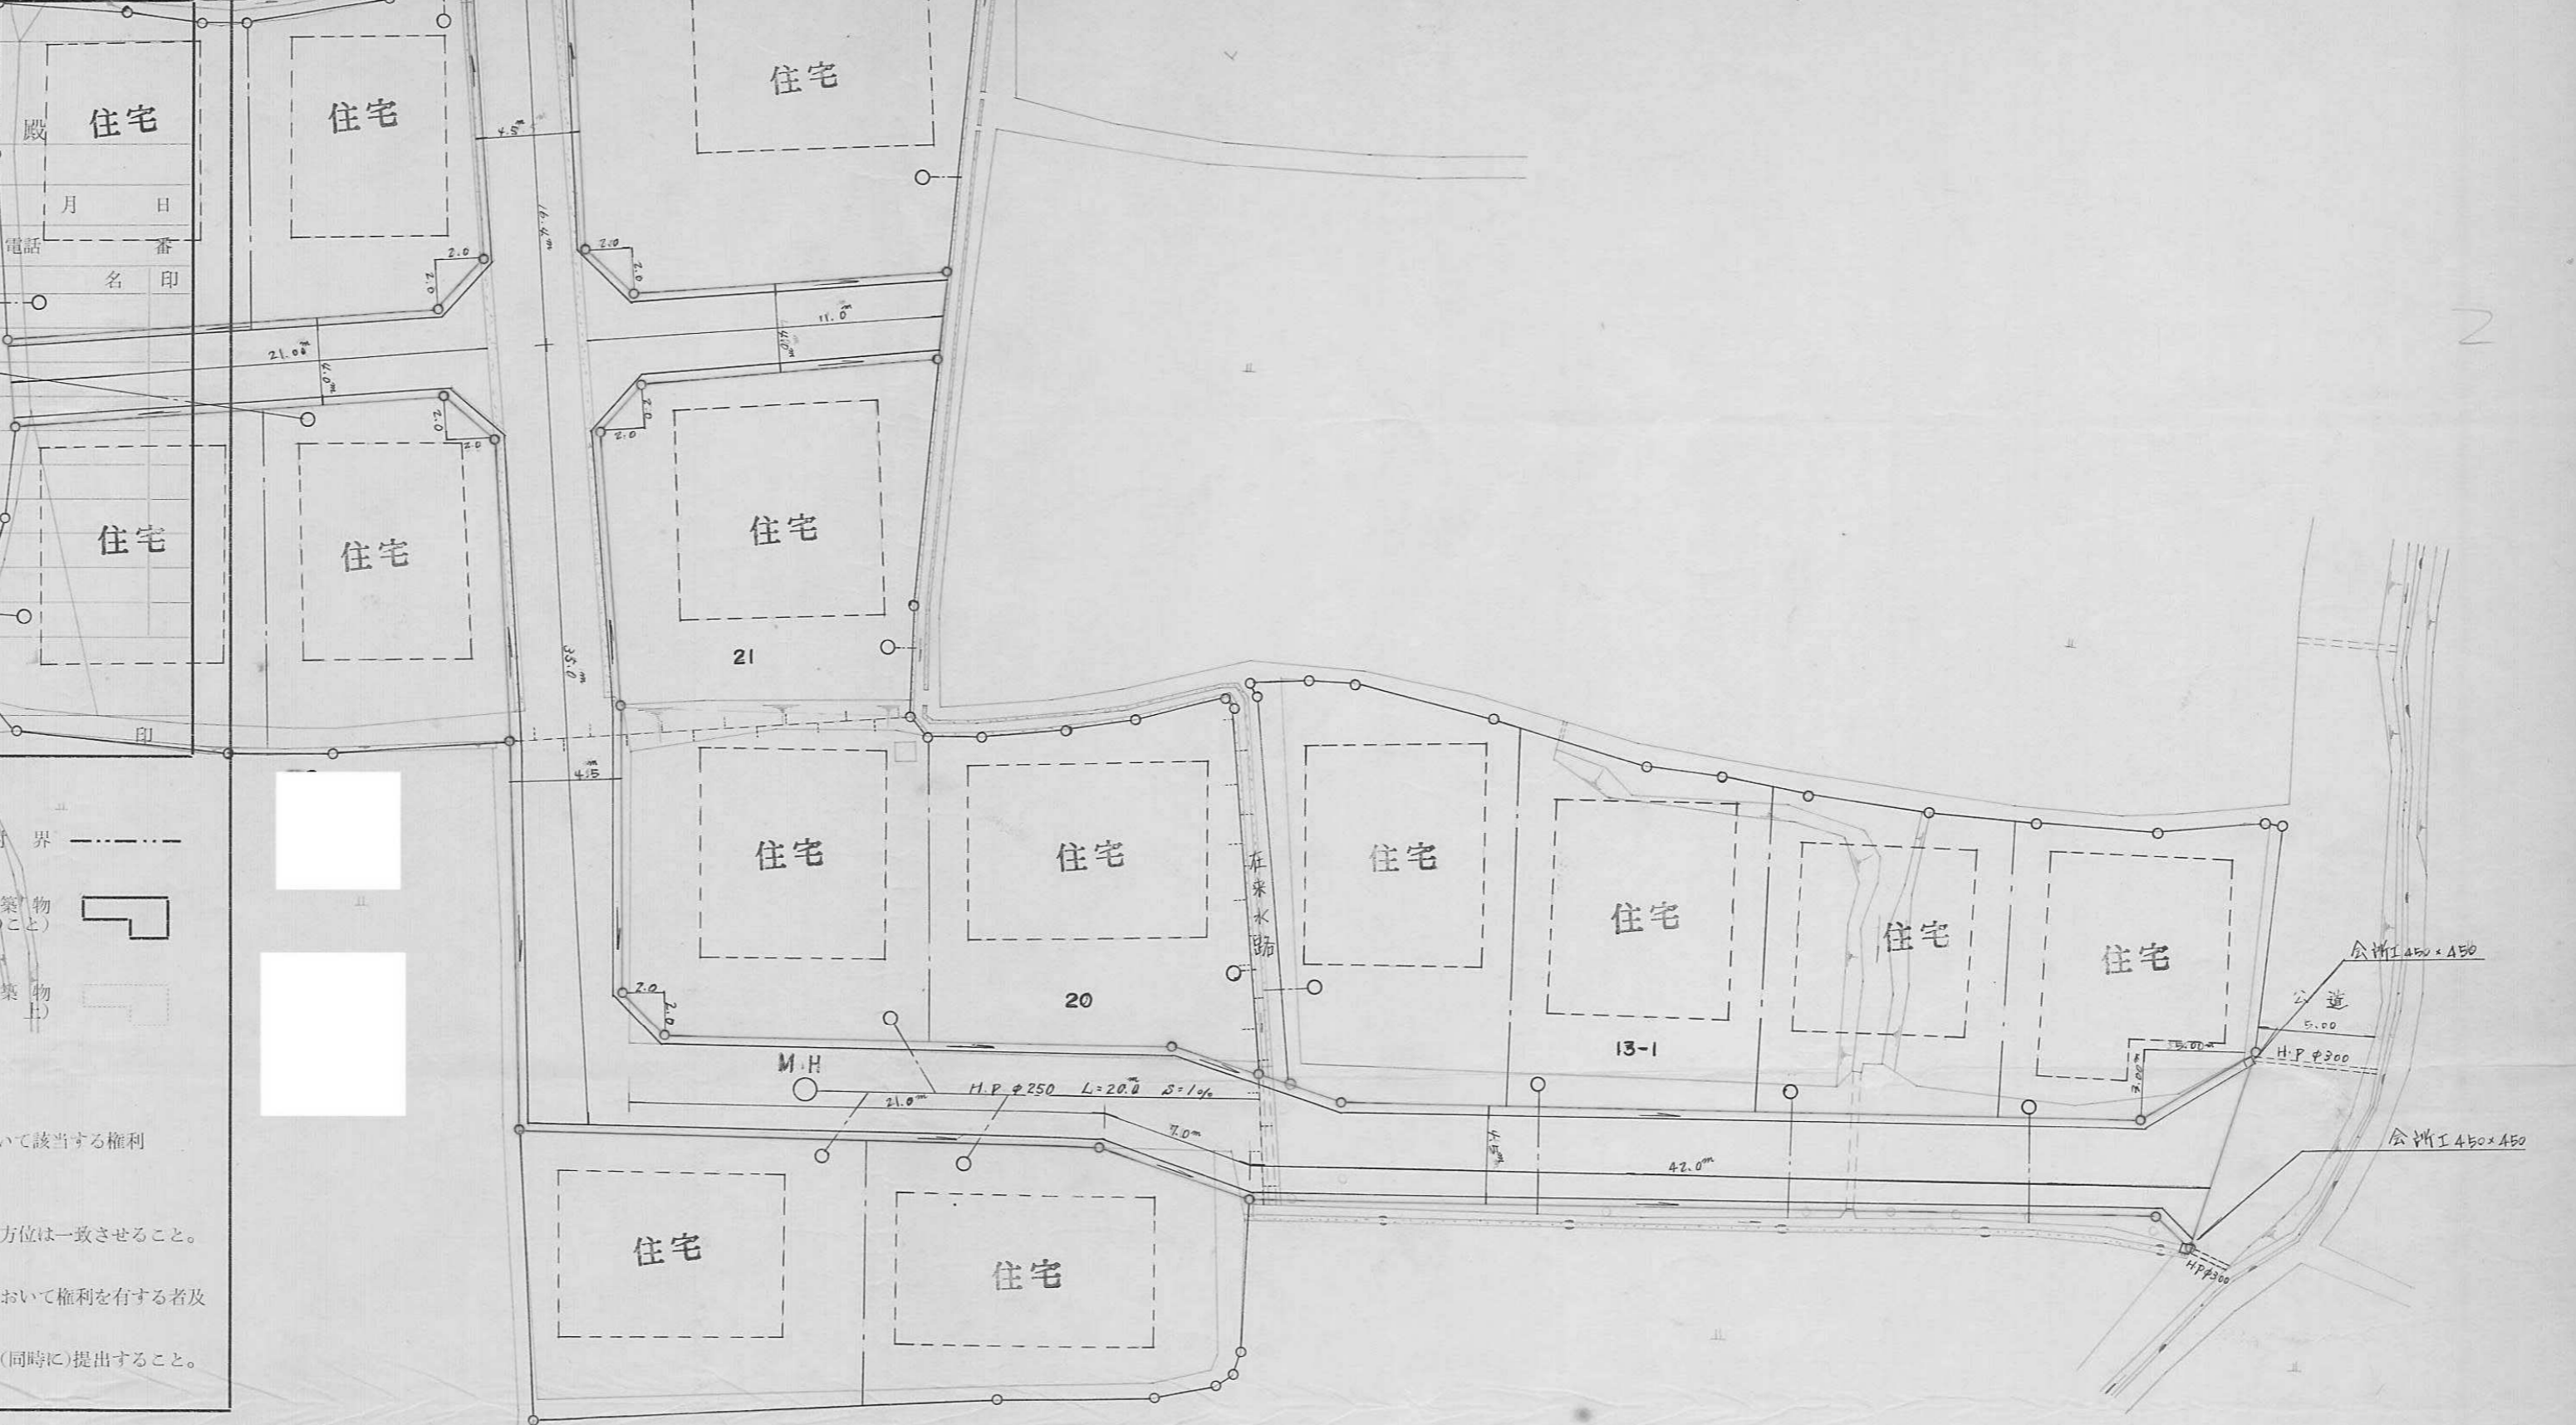 住宅
住宅
住宅
殿
月 日
電話 番
名 印
4.5m
16.4m
2.0
2.0
2.0
2.0
11.0m
4.0m
21.00m
4.0m
2.0
2.0
2.0
2.0
住宅
住宅
住宅
21
35.0m
印
4.5m
住宅
住宅
20
在来水路
住宅
住宅
住宅
住宅
13-1
界
築物
こと)
築物
上)
2.0
2.0
M.H
H.P φ250 L=20.0m S=1%
21.0m
7.0m
4.5m
42.0m
5.00m
3.00m
会所工450×450
公道
5.00
H.P φ300
会所工450×450
H.P φ300
住宅
住宅
いて該当する権利
方位は一致させること。
おいて権利を有する者及
(同時に)提出すること。